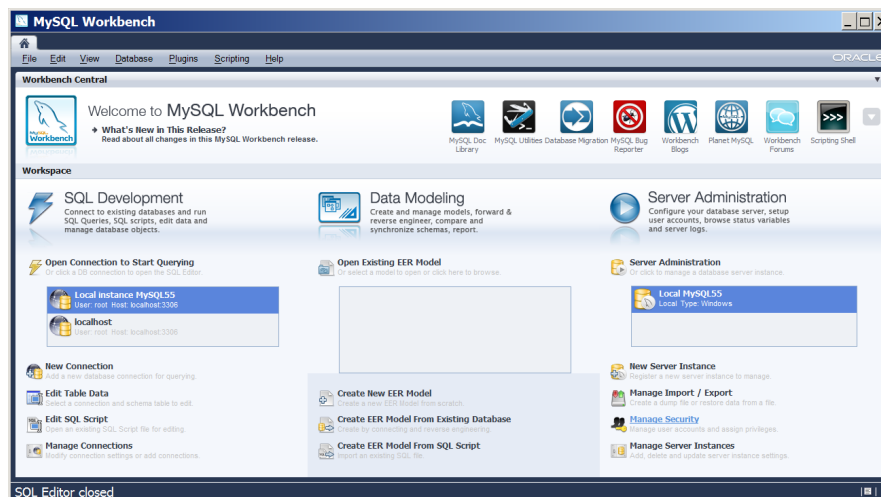 MySQL Workbench
File Edit View Database Plugins Scripting Help
ORACLE
Workbench Central
MySQL
Workbench
Welcome to MySQL Workbench
What's New in This Release?
Read about all changes in this MySQL Workbench release.
MySQL Doc
Library
MySQL Utilities
Database Migration
MySQL Bug
Reporter
Workbench
Blogs
Planet MySQL
Workbench
Forums
Scripting Shell
Workspace
SQL Development
Connect to existing databases and run
SQL Queries, SQL scripts, edit data and
manage database objects.
Open Connection to Start Querying
Or click a DB connection to open the SQL Editor.
Local instance MySQL55
User: root Host: localhost:3306
localhost
User: root Host: localhost:3306
New Connection
Add a new database connection for querying.
Edit Table Data
Select a connection and schema table to edit.
Edit SQL Script
Open an existing SQL Script file for editing.
Manage Connections
Modify connection settings or add connections.
Data Modeling
Create and manage models, forward &
reverse engineer, compare and
synchronize schemas, report.
Open Existing EER Model
Or select a model to open or click here to browse.
Create New EER Model
Create a new EER Model from scratch.
Create EER Model From Existing Database
Create by connecting and reverse engineering.
Create EER Model From SQL Script
Import an existing SQL file.
Server Administration
Configure your database server, setup
user accounts, browse status variables
and server logs.
Server Administration
Or click to manage a database server instance.
Local MySQL55
Local Type: Windows
New Server Instance
Register a new server instance to manage.
Manage Import / Export
Create a dump file or restore data from a file.
Manage Security
Manage user accounts and assign privileges.
Manage Server Instances
Add, delete and update server instance settings.
SQL Editor closed